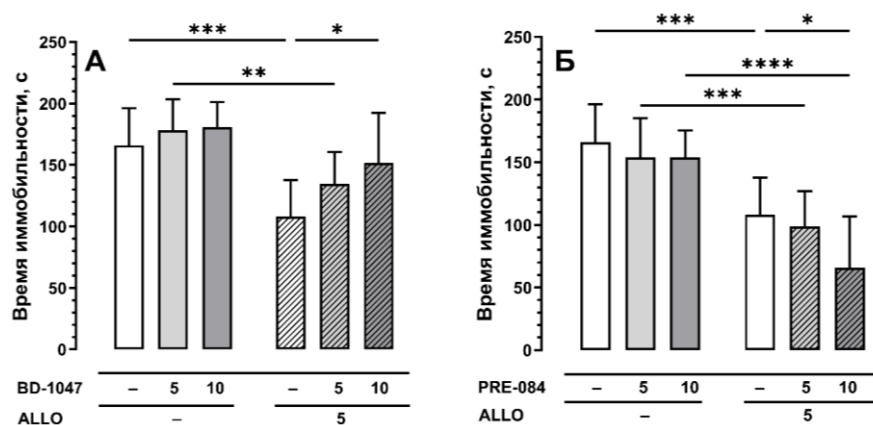 А
*** *
**
Время иммобильности, с
250
200
150
100
50
0
BD-1047 – 5 10 – 5 10
ALLO – 5
Б
*** *
****
***
Время иммобильности, с
250
200
150
100
50
0
PRE-084 – 5 10 – 5 10
ALLO – 5